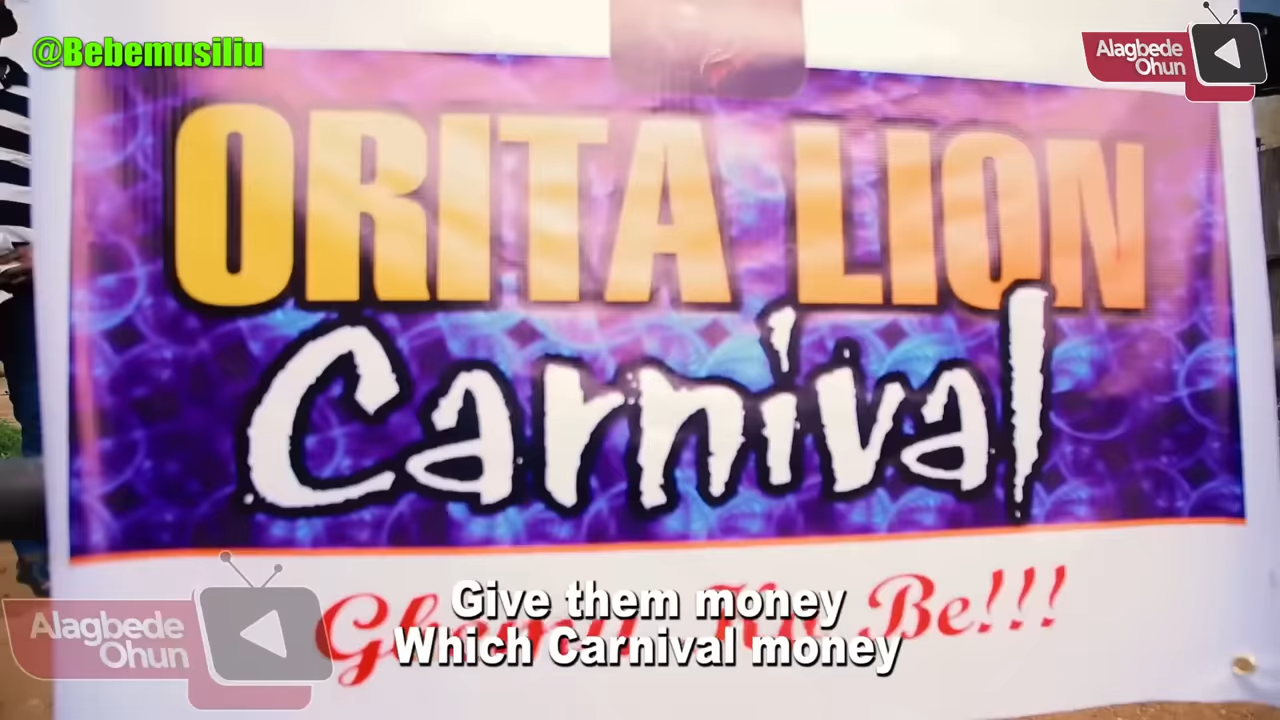 @Bebemusiliu
Alagbede
Ohun
ORITA LION
Carnival
Be!!!
Give them money
Which Carnival money
Alagbede
Ohun